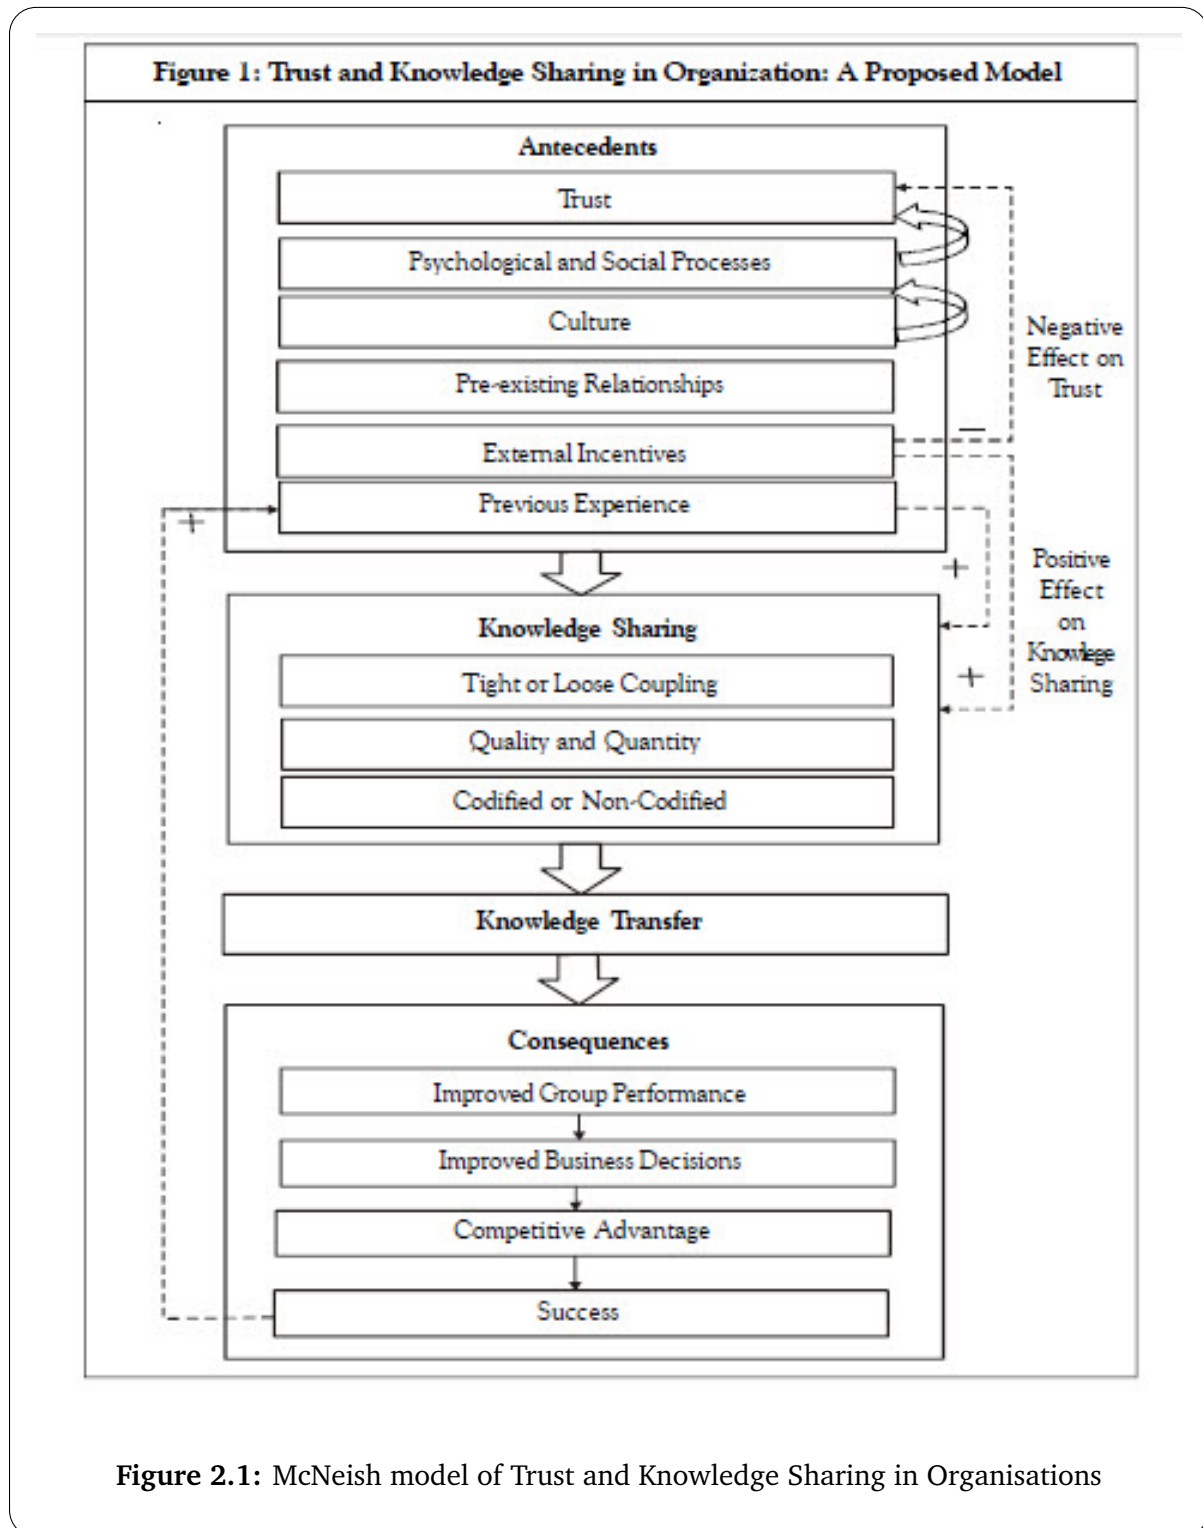 Figure 1: Trust and Knowledge Sharing in Organization: A Proposed Model
Antecedents
Trust
Psychological and Social Processes
Culture
Pre-existing Relationships
External Incentives
Previous Experience
Negative
Effect on
Trust
—
+
+
Positive
Effect
on
Knowlege
Sharing
+
Knowledge Sharing
Tight or Loose Coupling
Quality and Quantity
Codified or Non-Codified
Knowledge Transfer
Consequences
Improved Group Performance
Improved Business Decisions
Competitive Advantage
Success
Figure 2.1: McNeish model of Trust and Knowledge Sharing in Organisations